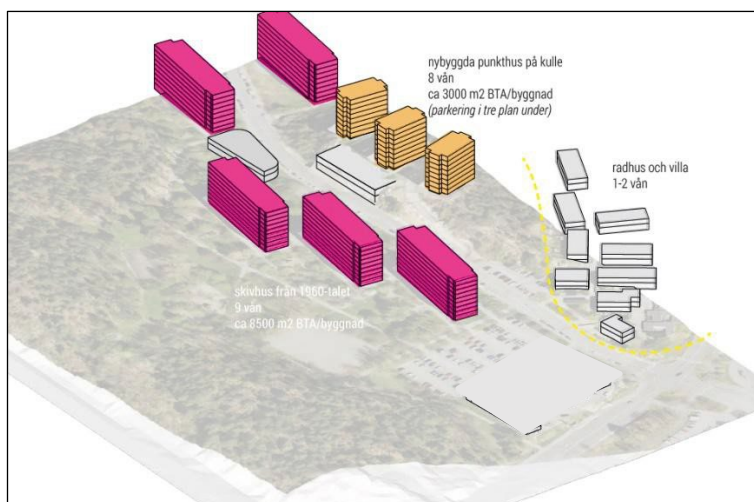 nybyggda punkthus på kulle
8 vån
ca 3000 m2 BTA/byggnad
(parkering i tre plan under)
radhus och villa
1-2 vån
skivhus från 1960-talet
9 vån
ca 8500 m2 BTA/byggnad